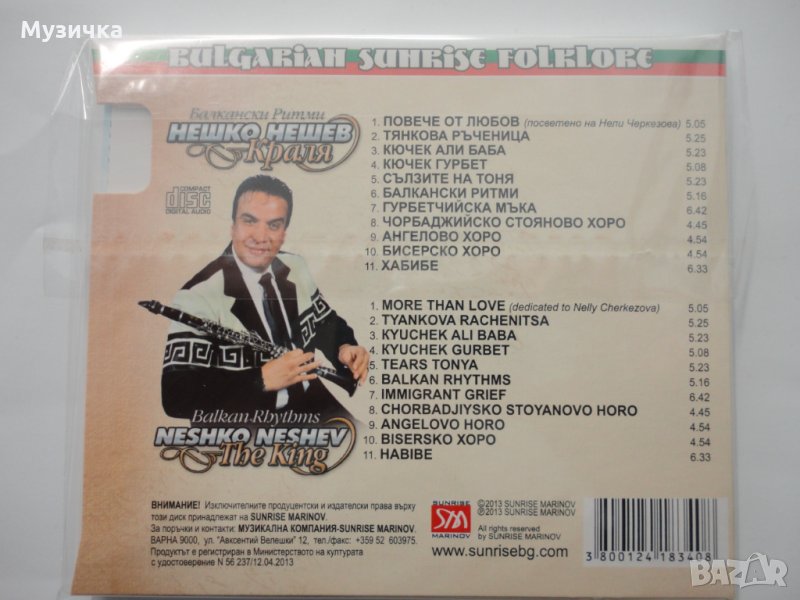 Музичка
BULGARIAN SUNRISE FOLKLORE
Балкански Ритми
НЕШКО НЕШЕВ
Краля
COMPACT
disc
DIGITAL AUDIO
1. ПОВЕЧЕ ОТ ЛЮБОВ (посветено на Нели Черкезова) 5.05
2. ТЯНКОВА РЪЧЕНИЦА 5.25
3. КЮЧЕК АЛИ БАБА 5.23
4. КЮЧЕК ГУРБЕТ 5.08
5. СЪЛЗИТЕ НА ТОНЯ 5.23
6. БАЛКАНСКИ РИТМИ 5.16
7. ГУРБЕТЧИЙСКА МЪКА 6.42
8. ЧОРБАДЖИЙСКО СТОЯНОВО ХОРО 4.45
9. АНГЕЛОВО ХОРО 4.54
10. БИСЕРСКО ХОРО 4.54
11. ХАБИБЕ 6.33
1. MORE THAN LOVE (dedicated to Nelly Cherkezova) 5.05
2. TYANKOVA RACHENITSA 5.25
3. KYUCHEK ALI BABA 5.23
4. KYUCHEK GURBET 5.08
5. TEARS TONYA 5.23
6. BALKAN RHYTHMS 5.16
7. IMMIGRANT GRIEF 6.42
8. CHORBADJIYSKO STOYANOVO HORO 4.45
9. ANGELOVO HORO 4.54
10. BISERSKO ХОРО 4.54
11. HABIBE 6.33
Balkan Rhythms
NESHKO NESHEV
The King
ВНИМАНИЕ! Изключителните продуцентски и издателски права върху
този диск принадлежат на SUNRISE MARINOV.
За поръчки и контакти: МУЗИКАЛНА КОМПАНИЯ-SUNRISE MARINOV.
ВАРНА 9000, ул. "Авксентий Велешки" 12, тел./факс: +359 52 603975.
Продуктът е регистриран в Министерството на културата
с удостоверение N 56 237/12.04.2013
SUNRISE
SM
MARINOV
©2013 SUNRISE MARINOV
℗2013 SUNRISE MARINOV
All rights reserved
by SUNRISE MARINOV
www.sunrisebg.com
3 800124 183408
BAZAR